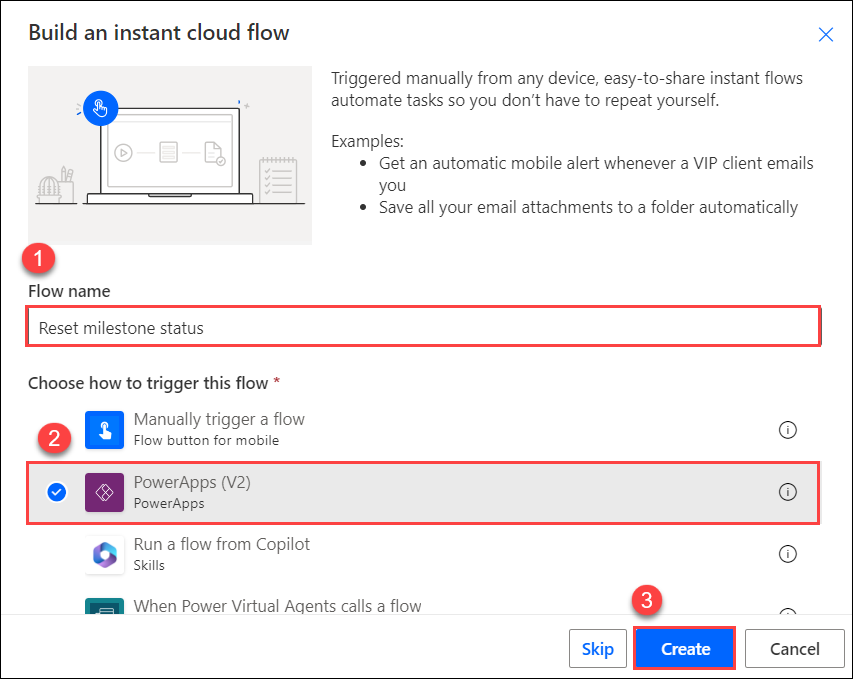 Build an instant cloud flow
Triggered manually from any device, easy-to-share instant flows
automate tasks so you don’t have to repeat yourself.
Examples:
• Get an automatic mobile alert whenever a VIP client emails
you
• Save all your email attachments to a folder automatically
1
Flow name
Reset milestone status
Choose how to trigger this flow *
Manually trigger a flow
Flow button for mobile
2
PowerApps (V2)
PowerApps
Run a flow from Copilot
Skills
When Power Virtual Agents calls a flow
3
Skip
Create
Cancel